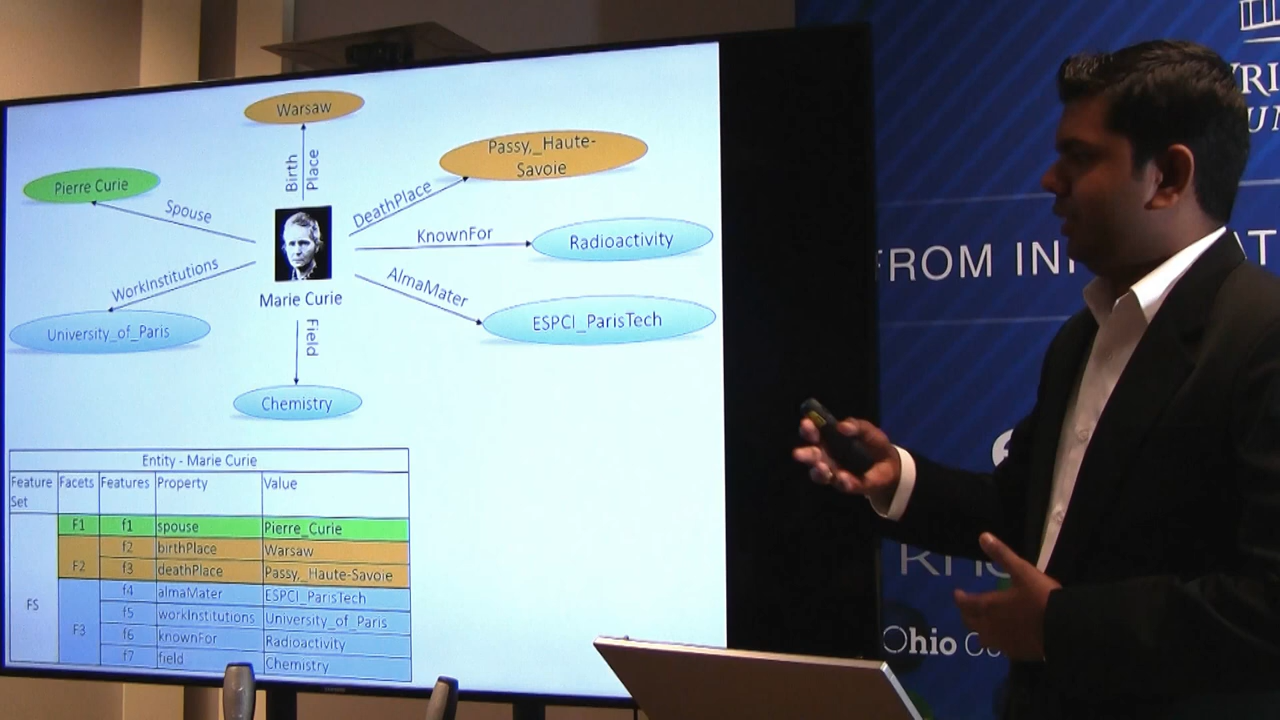 Warsaw
Passy,_Haute-
Savoie
Birth
Place
Pierre Curie
DeathPlace
Spouse
KnownFor
Radioactivity
WorkInstitutions
AlmaMater
Marie Curie
University_of_Paris
ESPCI_ParisTech
Field
Chemistry
Entity - Marie Curie
Feature Set Facets Features Property Value
F1 f1 spouse Pierre_Curie
f2 birthPlace Warsaw
F2 f3 deathPlace Passy,_Haute-Savoie
f4 almaMater ESPCI_ParisTech
FS f5 workInstitutions University_of_Paris
F3 f6 knownFor Radioactivity
f7 field Chemistry
SAMSUNG
FROM IN
Ohio